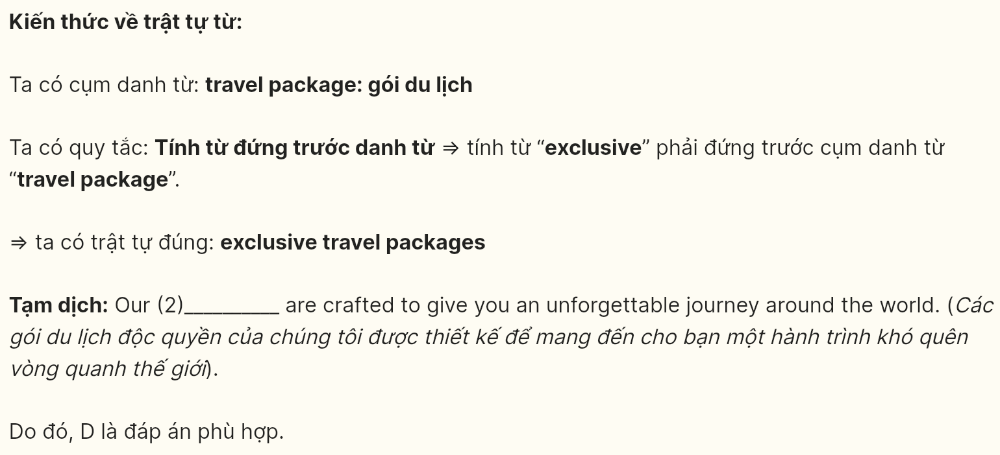 Kiến thức về trật tự từ:
Ta có cụm danh từ: travel package: gói du lịch
Ta có quy tắc: Tính từ đứng trước danh từ ⇒ tính từ “exclusive” phải đứng trước cụm danh từ
“travel package”.
⇒ ta có trật tự đúng: exclusive travel packages
Tạm dịch: Our (2)__________ are crafted to give you an unforgettable journey around the world. (Các
gói du lịch độc quyền của chúng tôi được thiết kế để mang đến cho bạn một hành trình khó quên
vòng quanh thế giới).
Do đó, D là đáp án phù hợp.